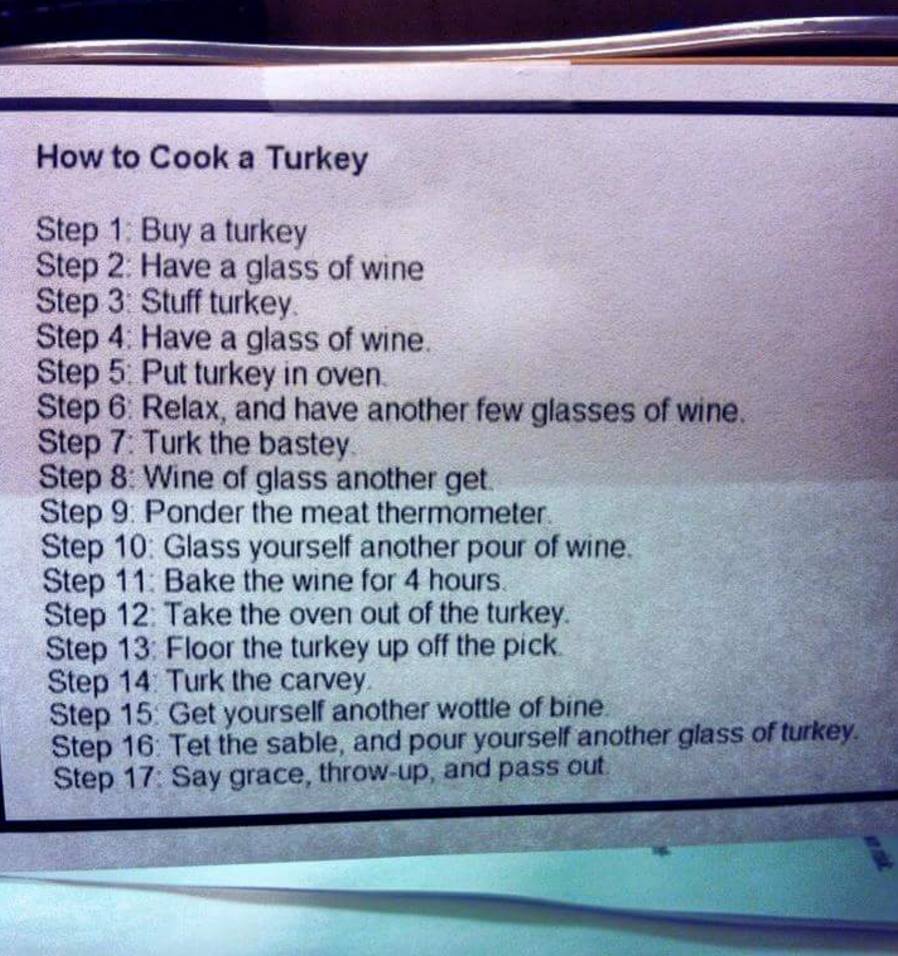 How to Cook a Turkey
Step 1: Buy a turkey
Step 2: Have a glass of wine
Step 3: Stuff turkey.
Step 4: Have a glass of wine.
Step 5: Put turkey in oven.
Step 6: Relax, and have another few glasses of wine.
Step 7: Turk the bastey.
Step 8: Wine of glass another get.
Step 9: Ponder the meat thermometer.
Step 10: Glass yourself another pour of wine.
Step 11: Bake the wine for 4 hours.
Step 12: Take the oven out of the turkey.
Step 13: Floor the turkey up off the pick.
Step 14: Turk the carvey.
Step 15: Get yourself another wottle of bine.
Step 16: Tet the sable, and pour yourself another glass of turkey.
Step 17: Say grace, throw-up, and pass out.